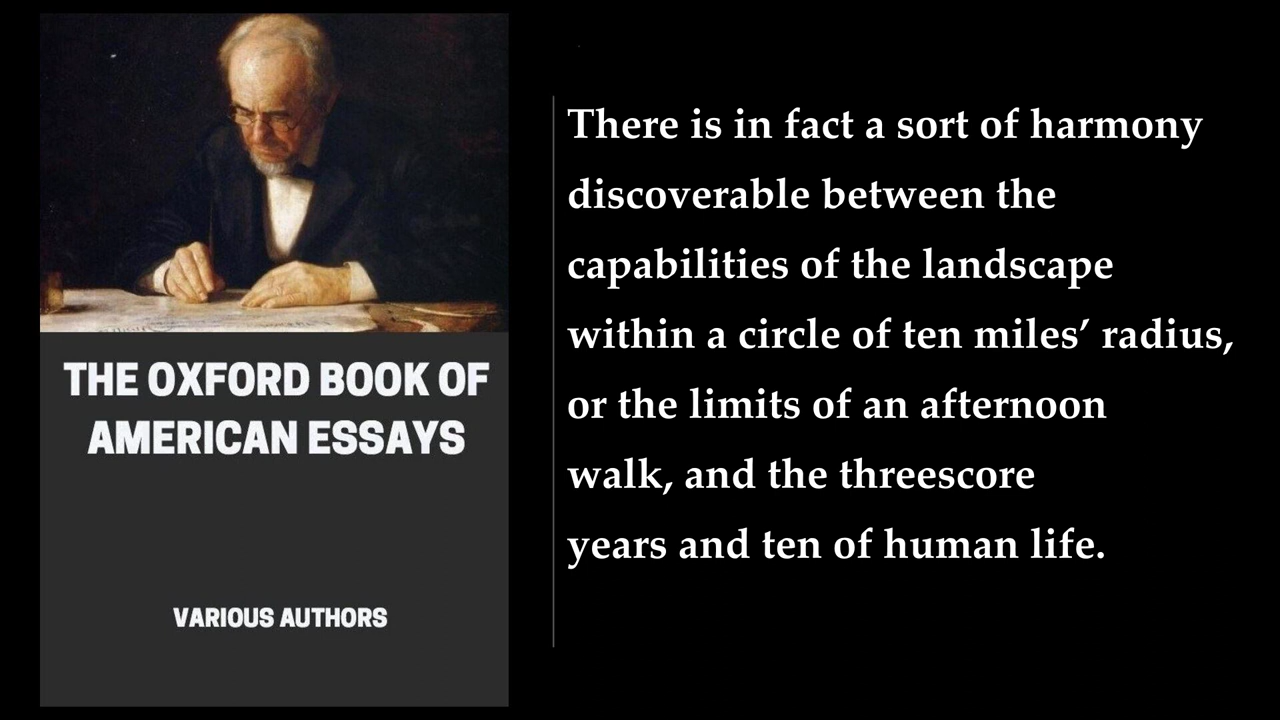 THE OXFORD BOOK OF
AMERICAN ESSAYS
VARIOUS AUTHORS
There is in fact a sort of harmony
discoverable between the
capabilities of the landscape
within a circle of ten miles’ radius,
or the limits of an afternoon
walk, and the threescore
years and ten of human life.